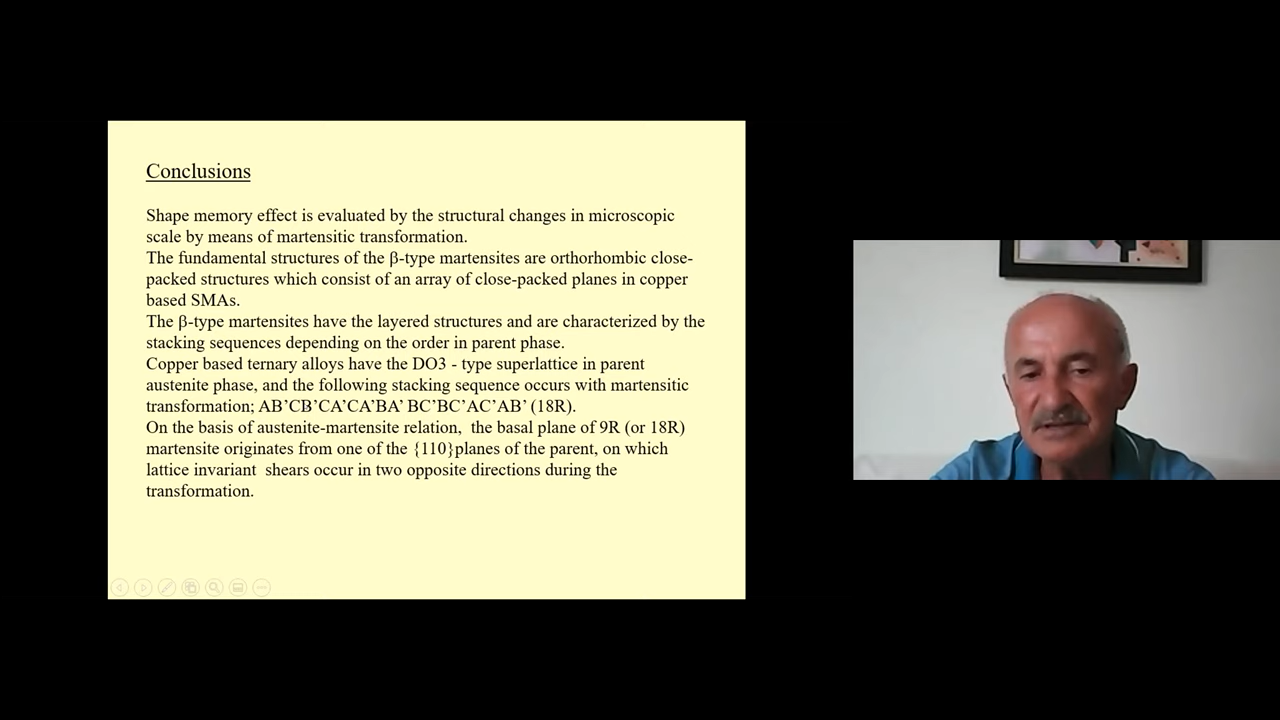 Conclusions
Shape memory effect is evaluated by the structural changes in microscopic
scale by means of martensitic transformation.
The fundamental structures of the β-type martensites are orthorhombic close-
packed structures which consist of an array of close-packed planes in copper
based SMAs.
The β-type martensites have the layered structures and are characterized by the
stacking sequences depending on the order in parent phase.
Copper based ternary alloys have the DO3 - type superlattice in parent
austenite phase, and the following stacking sequence occurs with martensitic
transformation; AB’CB’CA’CA’BA’ BC’BC’AC’AB’ (18R).
On the basis of austenite-martensite relation, the basal plane of 9R (or 18R)
martensite originates from one of the {110}planes of the parent, on which
lattice invariant shears occur in two opposite directions during the
transformation.